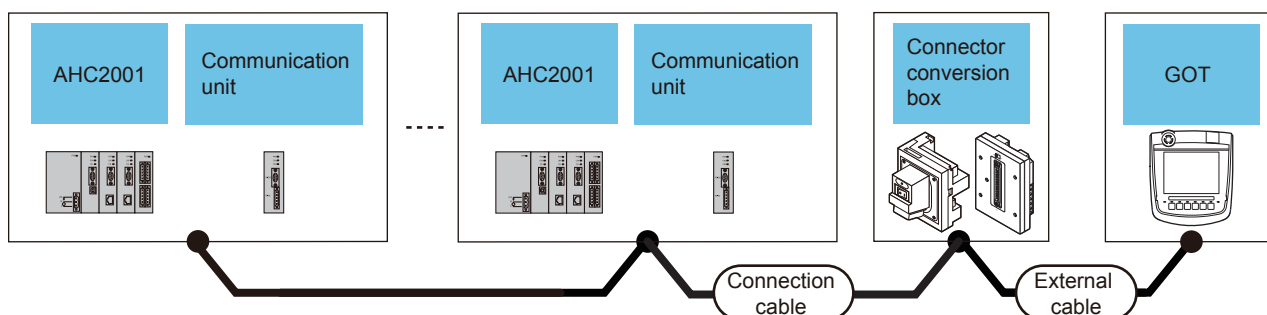 AHC2001
Communication
unit
AHC2001
Communication
unit
Connector
conversion
box
GOT
Connection
cable
External
cable